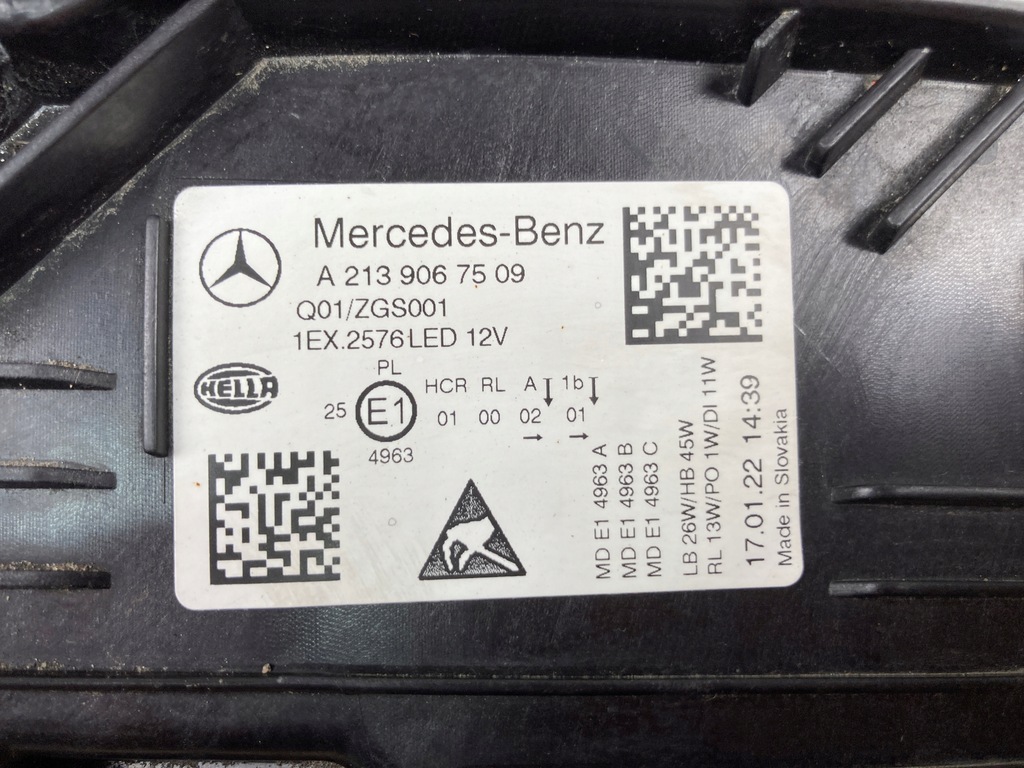 Mercedes-Benz
A 213 906 75 09
Q01/ZGS001
1EX.2576 LED 12V
HELLA
PL
25 E1
4963
HCR RL A 1b
01 00 02 01
MD E1 4963 A
MD E1 4963 B
MD E1 4963 C
LB 26W/HB 45W
RL 13W/PO 1W/DI 11W
17.01.22 14:39
Made in Slovakia